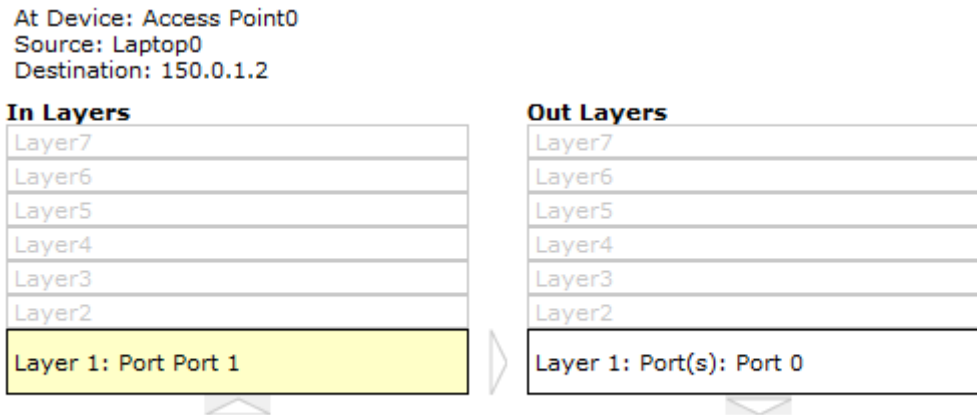 At Device: Access Point0
Source: Laptop0
Destination: 150.0.1.2
In Layers
Layer7
Layer6
Layer5
Layer4
Layer3
Layer2
Layer 1: Port Port 1
Out Layers
Layer7
Layer6
Layer5
Layer4
Layer3
Layer2
Layer 1: Port(s): Port 0